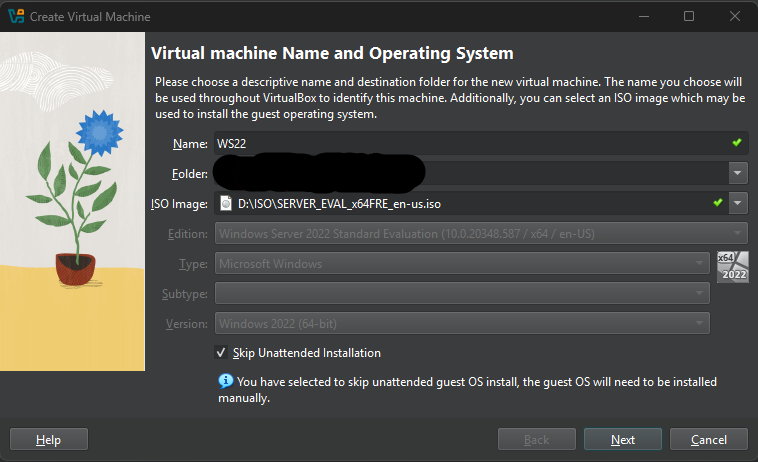 Create Virtual Machine
Virtual machine Name and Operating System
Please choose a descriptive name and destination folder for the new virtual machine. The name you choose will
be used throughout VirtualBox to identify this machine. Additionally, you can select an ISO image which may be
used to install the guest operating system.
Name: WS22
Folder:
ISO Image: D:\ISO\SERVER_EVAL_x64FRE_en-us.iso
Edition: Windows Server 2022 Standard Evaluation (10.0.20348.587 / x64 / en-US)
Type: Microsoft Windows
x64
2022
Subtype:
Version: Windows 2022 (64-bit)
Skip Unattended Installation
You have selected to skip unattended guest OS install, the guest OS will need to be installed
manually.
Help Back Next Cancel